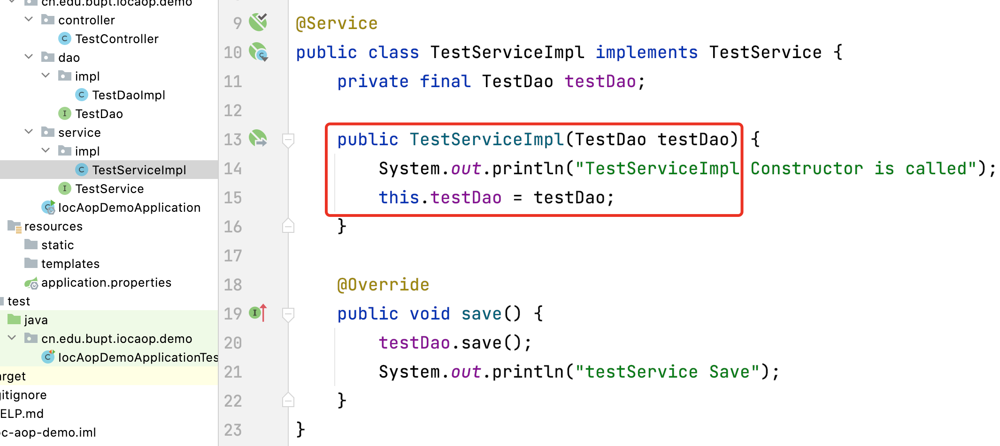 cn.edu.bupt.iocaop.demo
controller
TestController
dao
impl
TestDaoImpl
TestDao
service
impl
TestServiceImpl
TestService
IocAopDemoApplication
resources
static
templates
application.properties
test
java
cn.edu.bupt.iocaop.demo
IocAopDemoApplicationTes
arget
gitignore
ELP.md
oc-aop-demo.iml
9 @Service
10 public class TestServiceImpl implements TestService {
11 private final TestDao testDao;
12
13 public TestServiceImpl(TestDao testDao) {
14 System.out.println("TestServiceImpl Constructor is called");
15 this.testDao = testDao;
16 }
17
18 @Override
19 public void save() {
20 testDao.save();
21 System.out.println("testService Save");
22 }
23 }